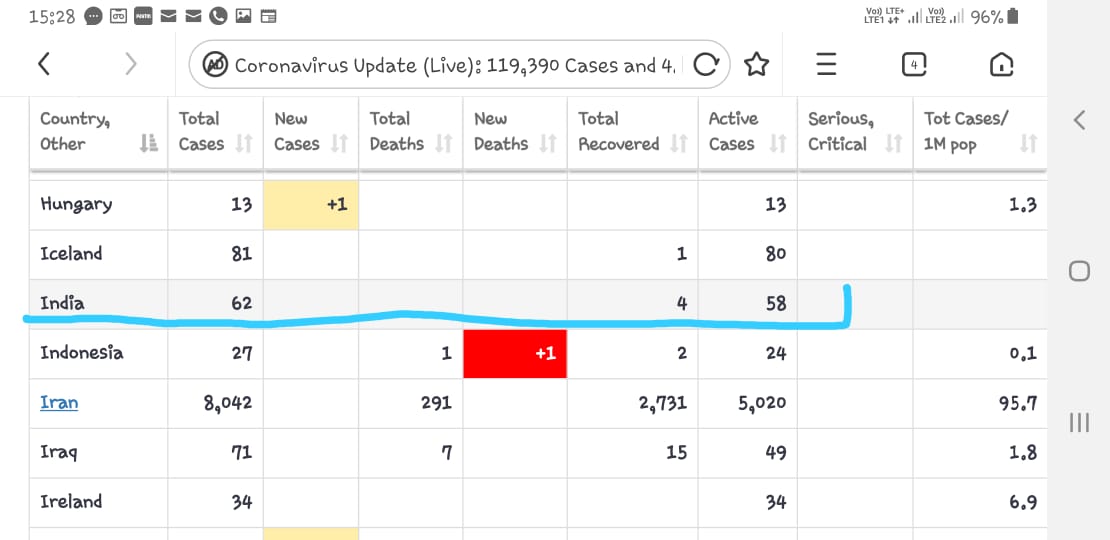 15:28 PAYTM Vo) LTE+ LTE1 Vo) LTE2 96%
AD Coronavirus Update (Live): 119,390 Cases and 4, 4
Country, Total New Total New Total Active Serious, Tot Cases/
Other Cases Cases Deaths Deaths Recovered Cases Critical 1M pop
Hungary 13 +1 13 1.3
Iceland 81 1 80
India 62 4 58
Indonesia 27 1 +1 2 24 0.1
Iran 8,042 291 2,731 5,020 95.7
Iraq 71 7 15 49 1.8
Ireland 34 34 6.9